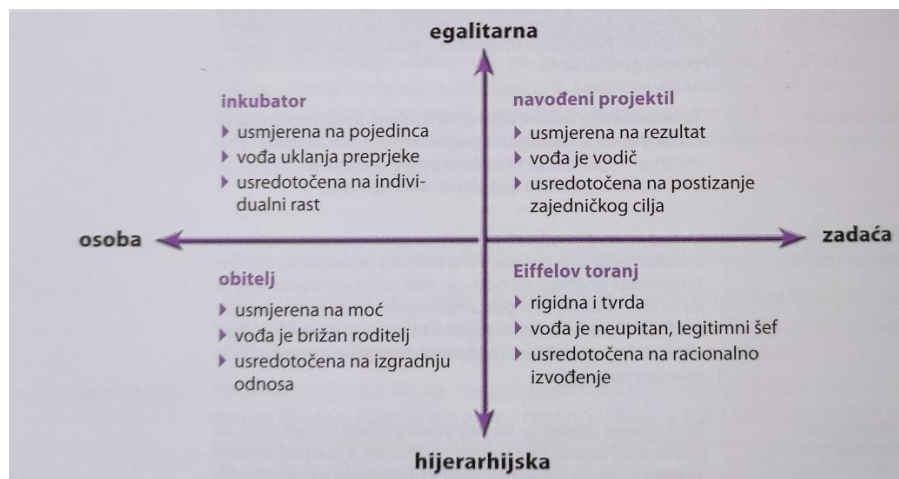 egalitarna
inkubator
usmjerena na pojedinca
vođa uklanja preprjeke
usredotočena na indivi-
dualni rast
navođeni projektil
usmjerena na rezultat
vođa je vodič
usredotočena na postizanje
zajedničkog cilja
osoba
zadaća
obitelj
usmjerena na moć
vođa je brižan roditelj
usredotočena na izgradnju
odnosa
Eiffelov toranj
rigidna i tvrda
vođa je neupitan, legitimni šef
usredotočena na racionalno
izvođenje
hijerarhijska